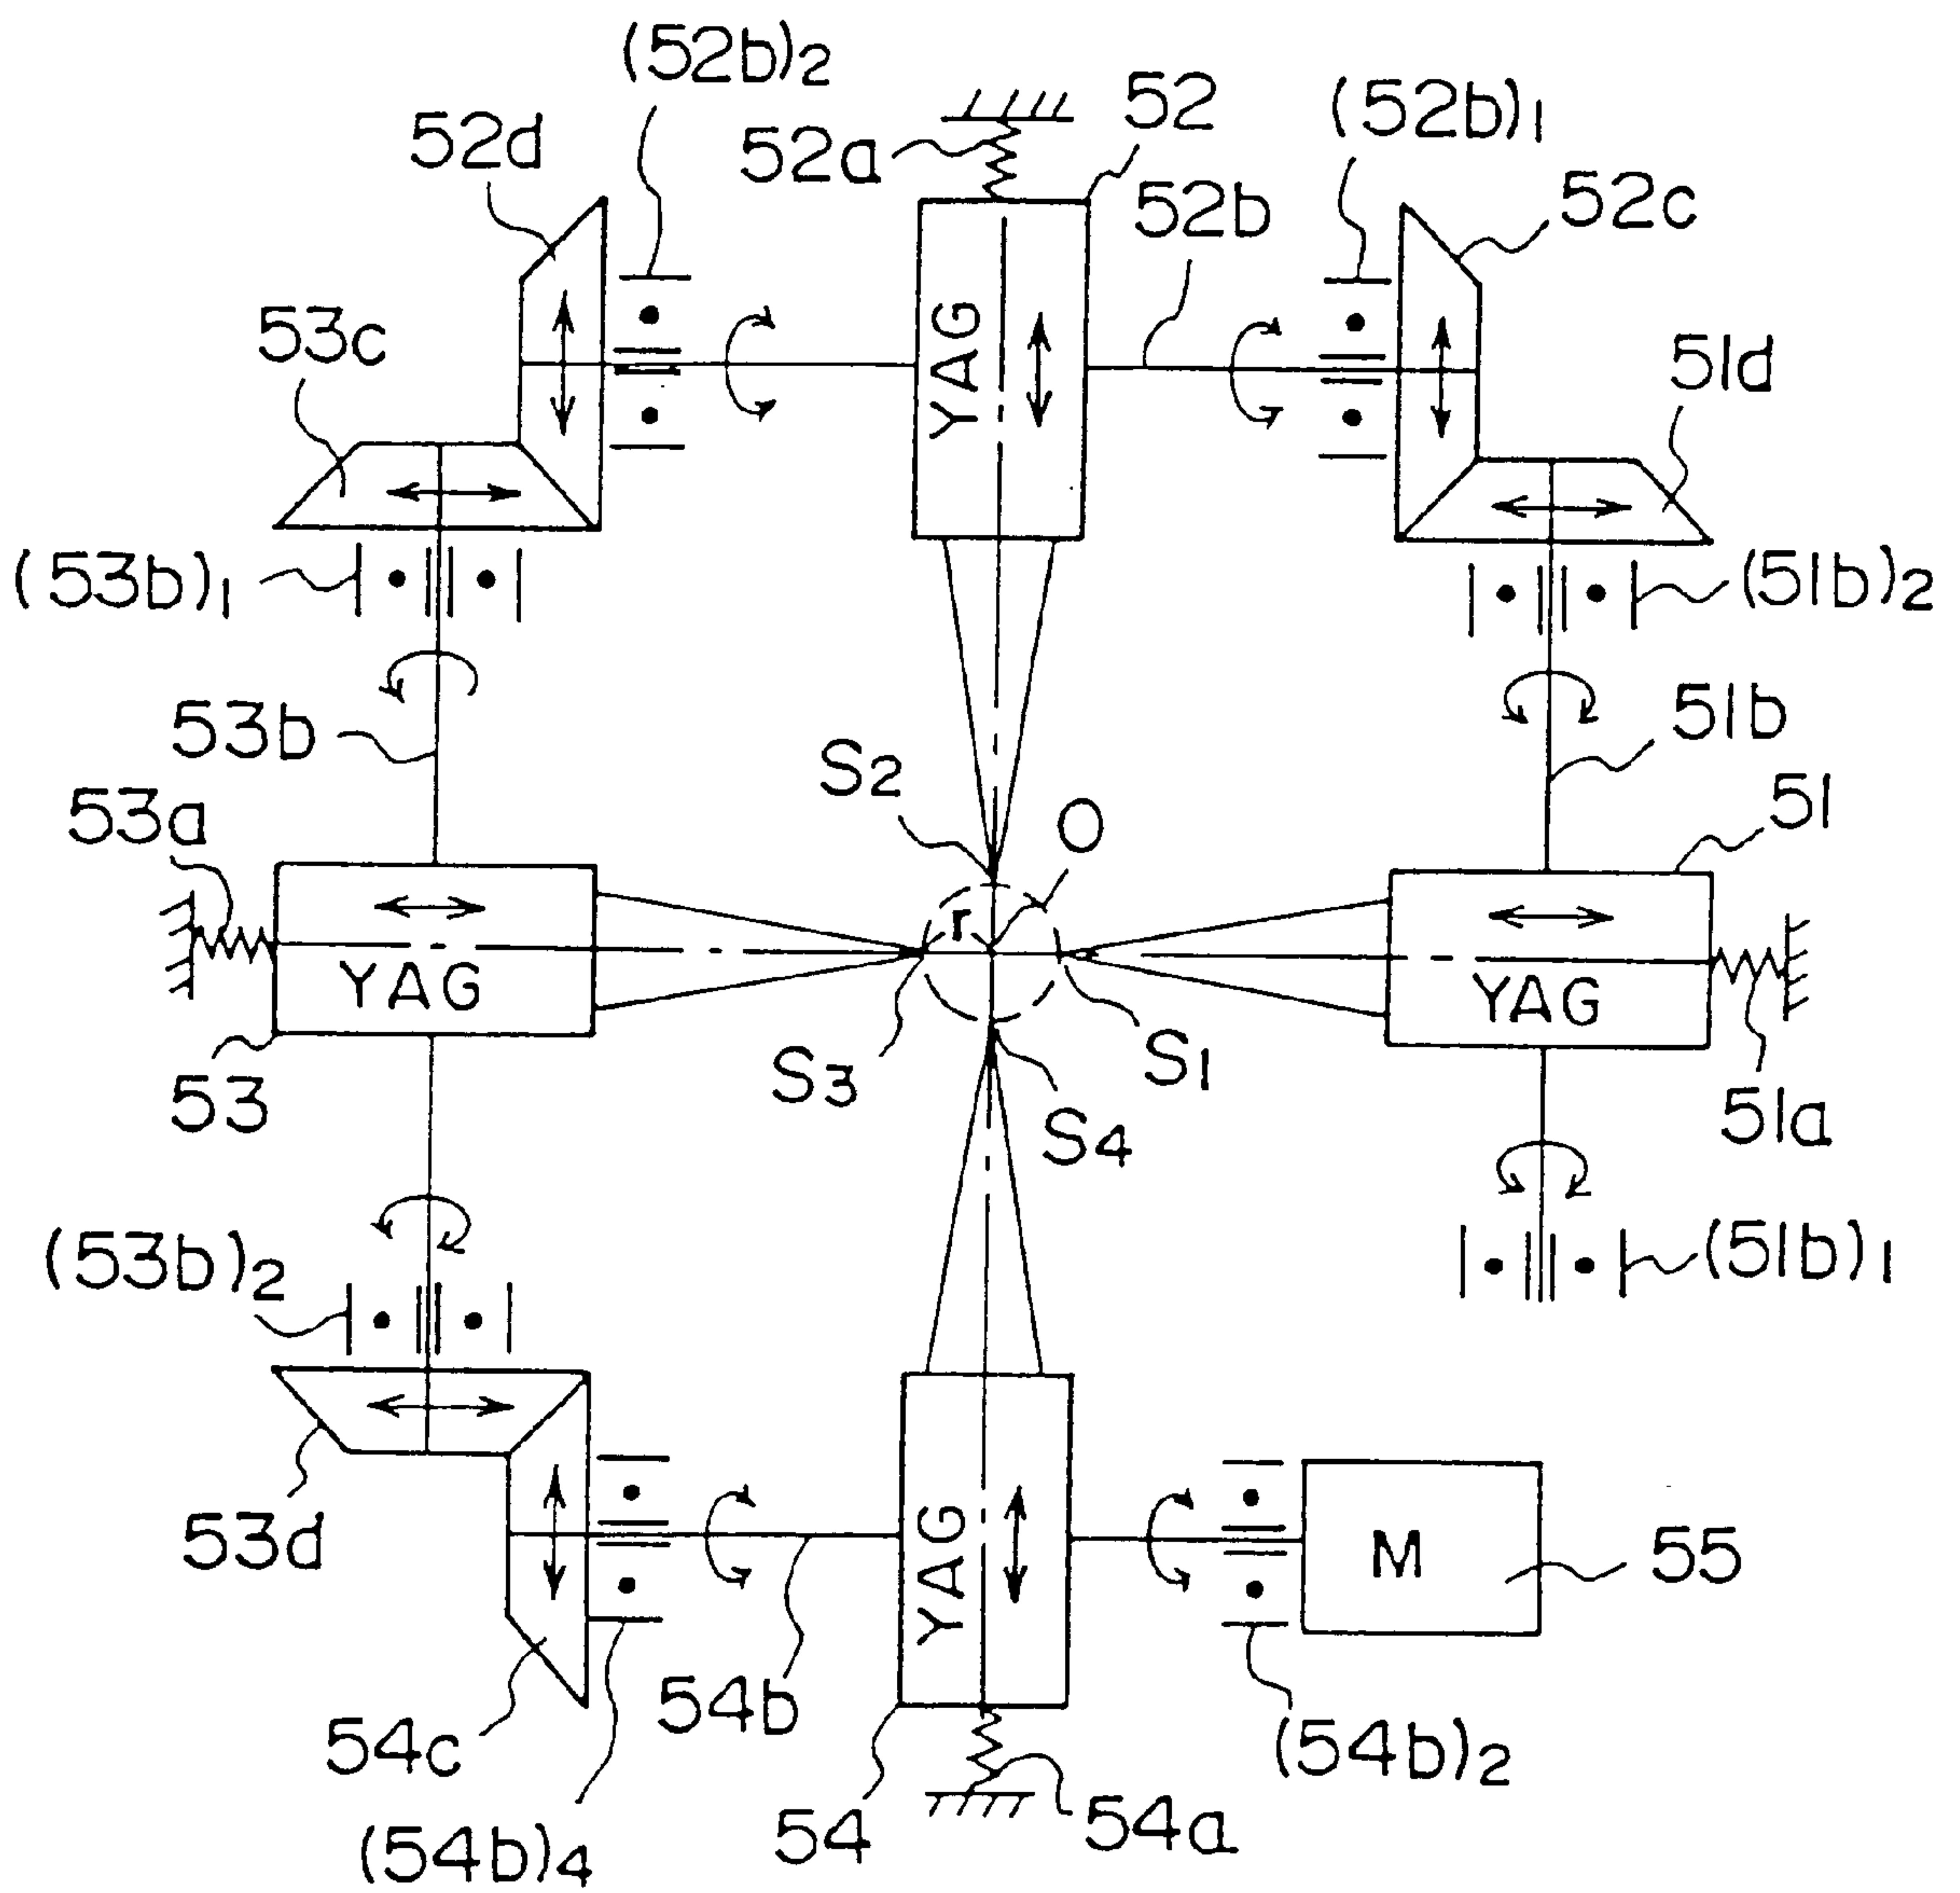 (52b)2
52
52d
52a
(52b)1
52b
52c
53c
YAG
51d
(53b)1
(51b)2
53b
51b
S2
O
53a
51
r
YAG
YAG
53
S3
S1
S4
51a
(53b)2
(51b)1
53d
YAG
M
55
54b
54c
(54b)2
54
54a
(54b)4